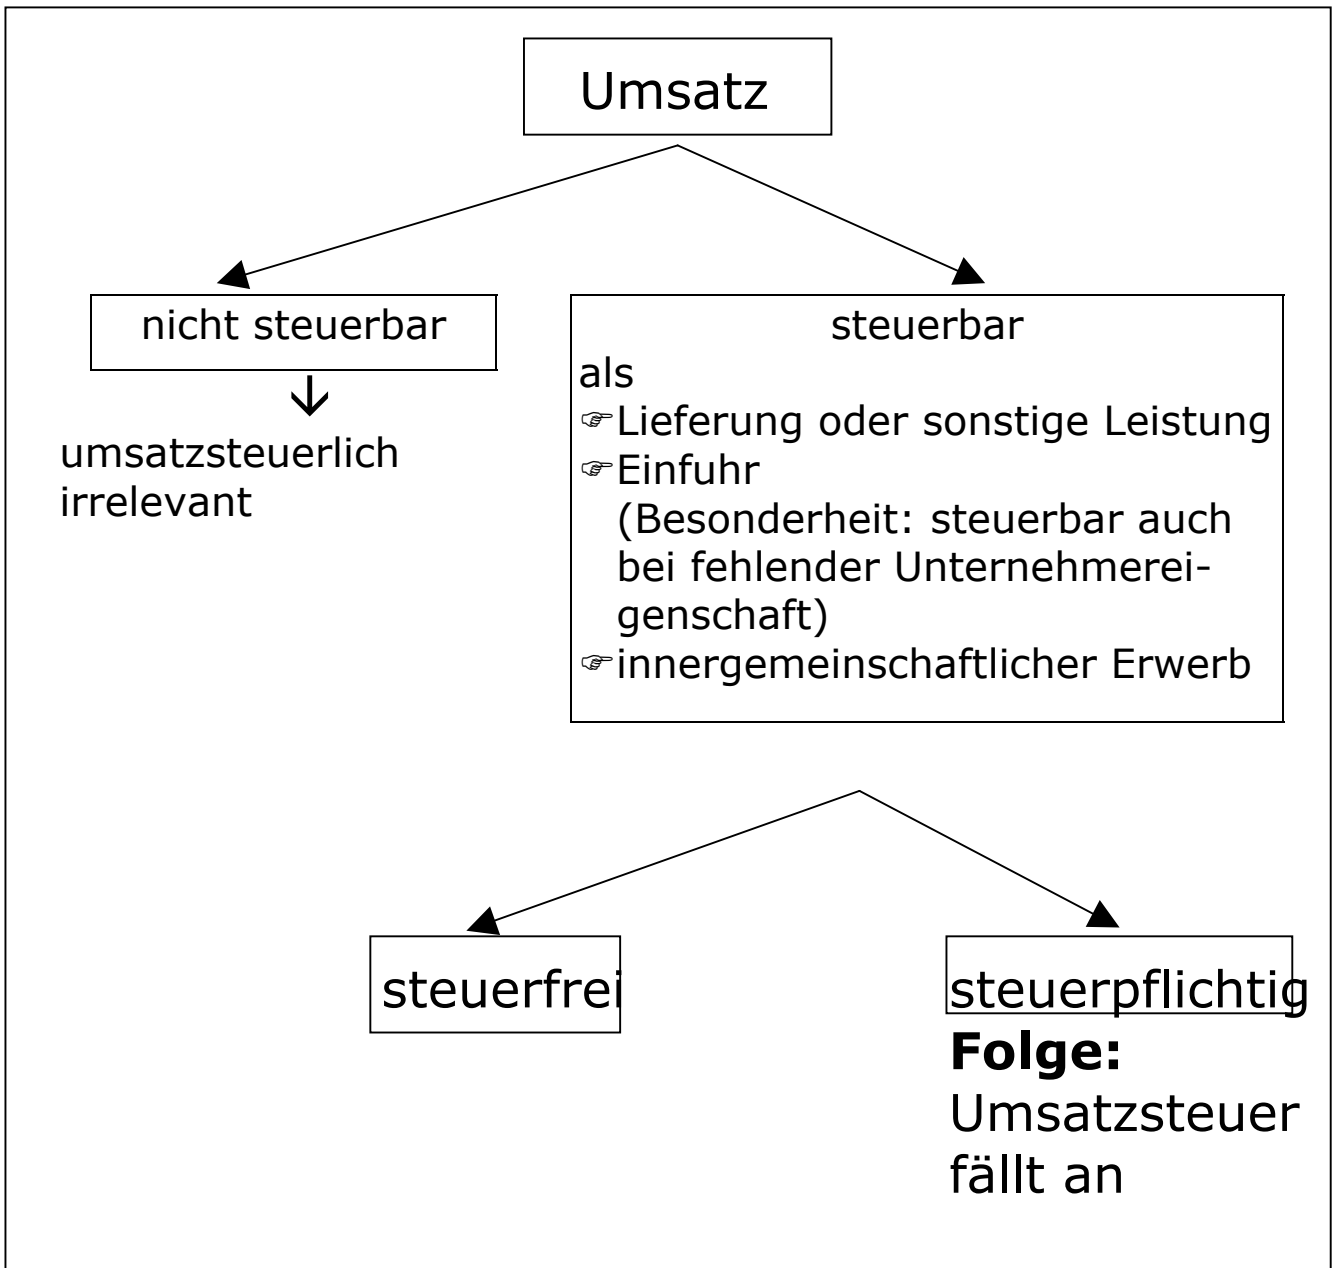 Umsatz
nicht steuerbar
umsatzsteuerlich
irrelevant
steuerbar
als
☞Lieferung oder sonstige Leistung
☞Einfuhr
(Besonderheit: steuerbar auch
bei fehlender Unternehmerei-
genschaft)
☞innergemeinschaftlicher Erwerb
steuerfrei
steuerpflichtig
Folge:
Umsatzsteuer
fällt an